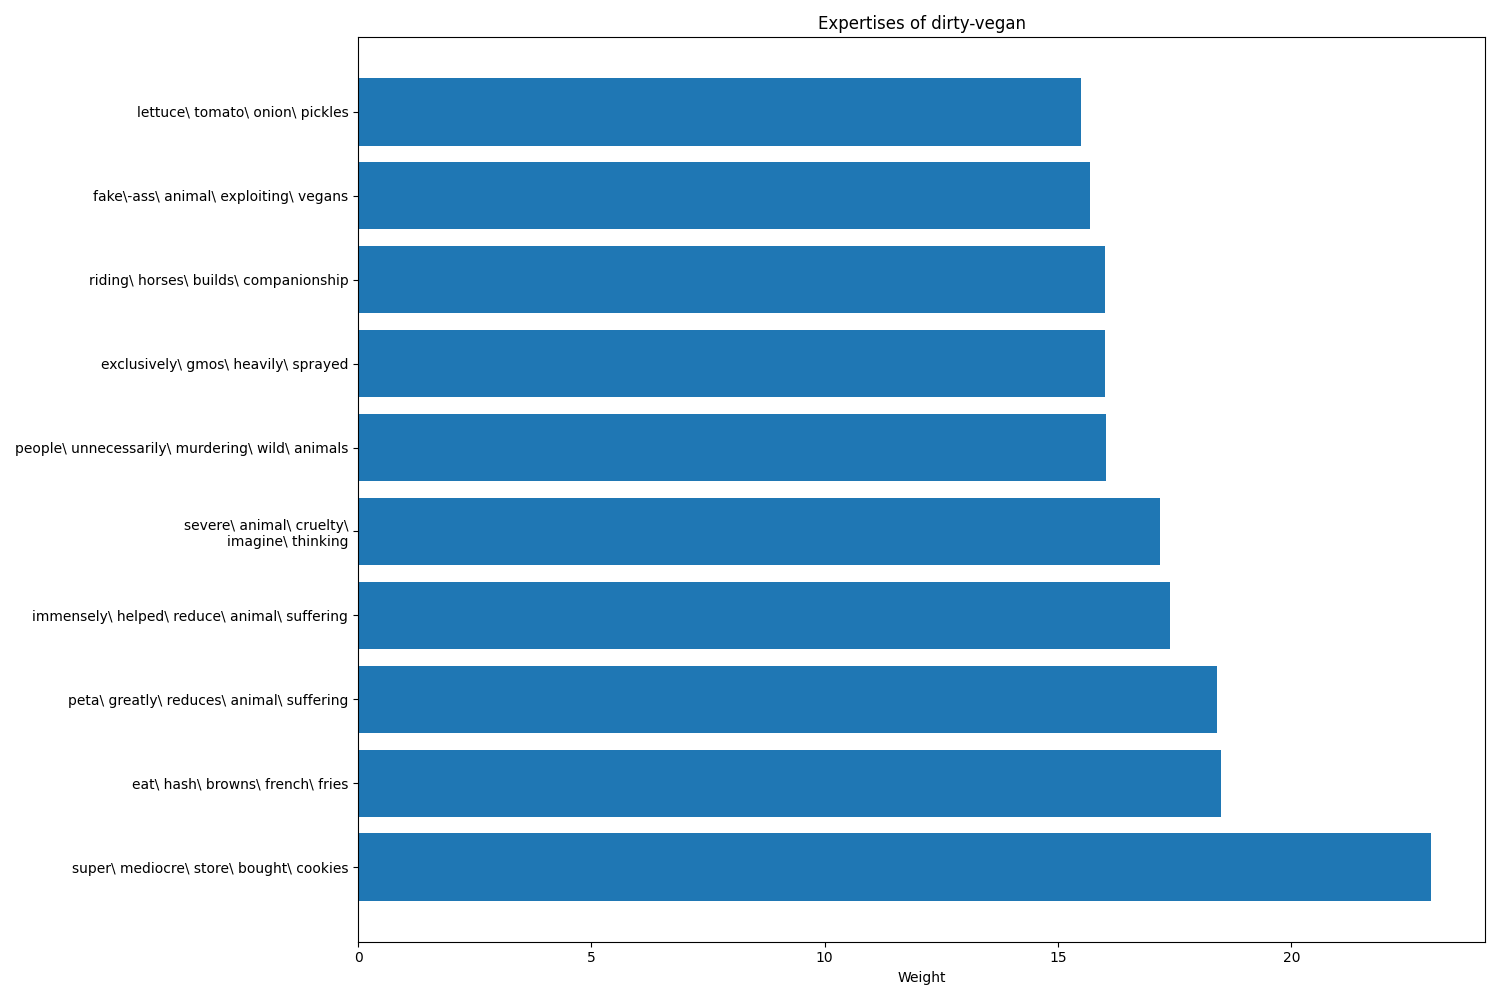 Expertises of dirty-vegan
lettuce\ tomato\ onion\ pickles
fake\-ass\ animal\ exploiting\ vegans
riding\ horses\ builds\ companionship
exclusively\ gmos\ heavily\ sprayed
people\ unnecessarily\ murdering\ wild\ animals
severe\ animal\ cruelty\
imagine\ thinking
immensely\ helped\ reduce\ animal\ suffering
peta\ greatly\ reduces\ animal\ suffering
eat\ hash\ browns\ french\ fries
super\ mediocre\ store\ bought\ cookies
0 5 10 15 20
Weight